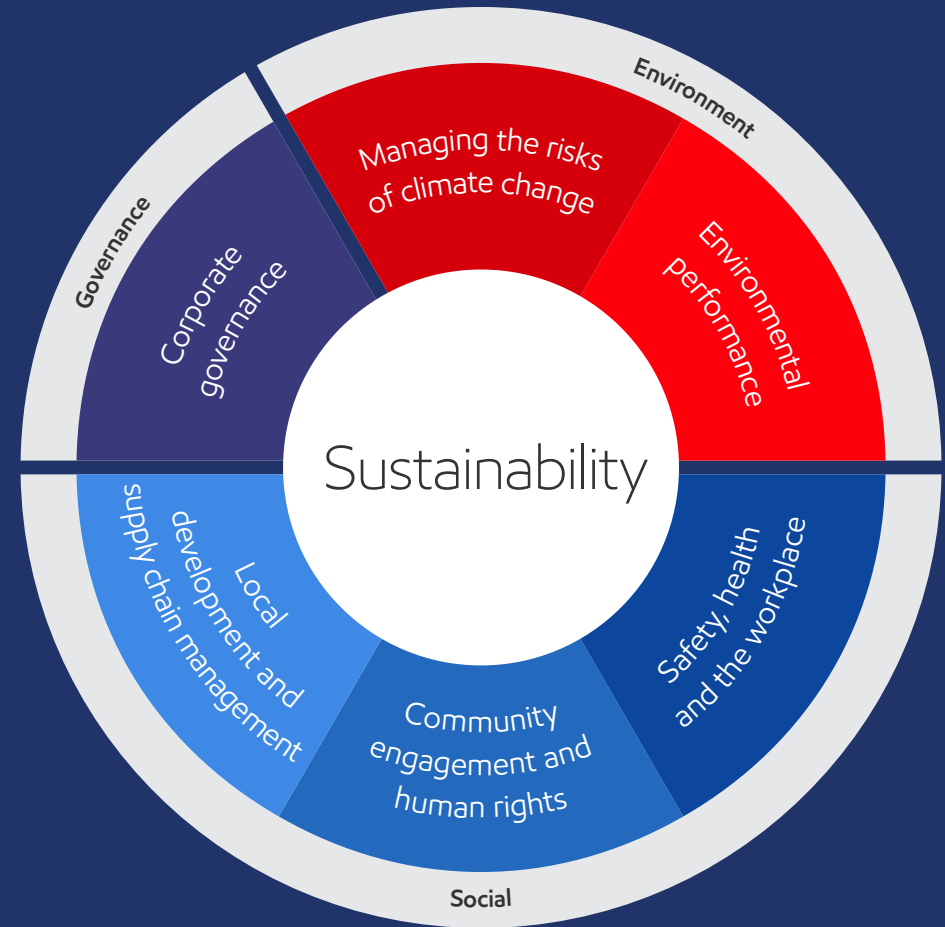 Environment
Managing the risks
of climate change
Environmental
performance
Governance
Corporate
governance
Sustainability
Safety, health
and the workplace
Local
development and
supply chain management
Community
engagement and
human rights
Social